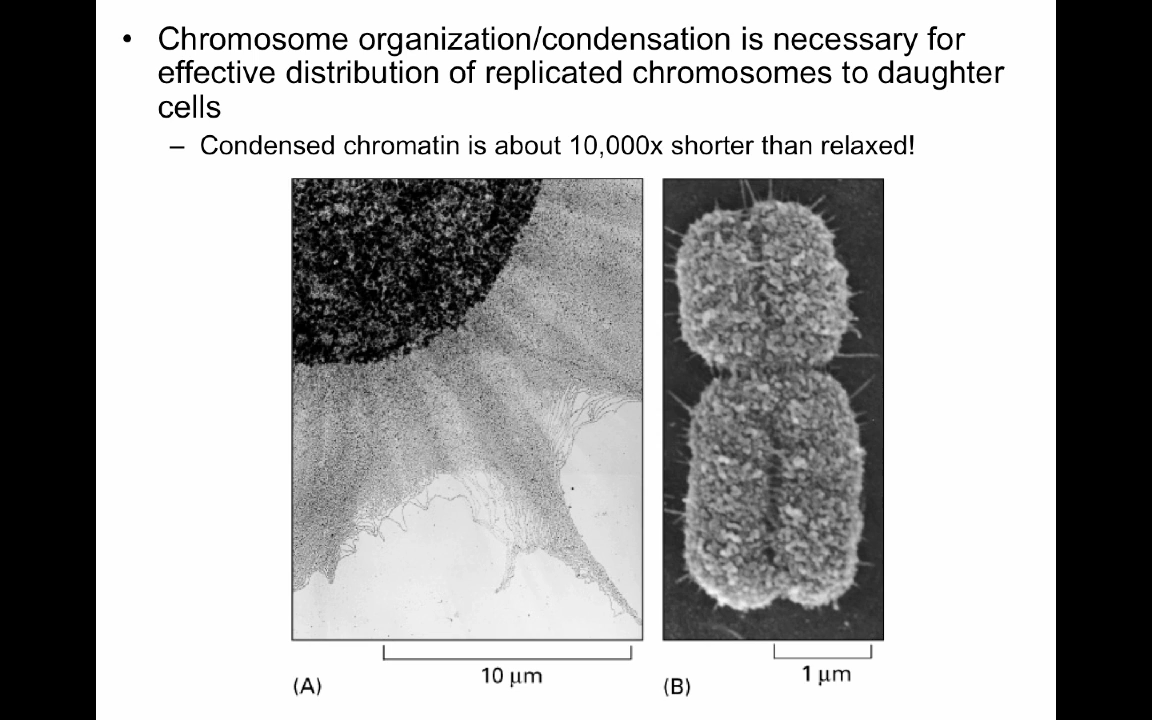 • Chromosome organization/condensation is necessary for
effective distribution of replicated chromosomes to daughter
cells
– Condensed chromatin is about 10,000x shorter than relaxed!
10 μm
1 μm
(A)
(B)